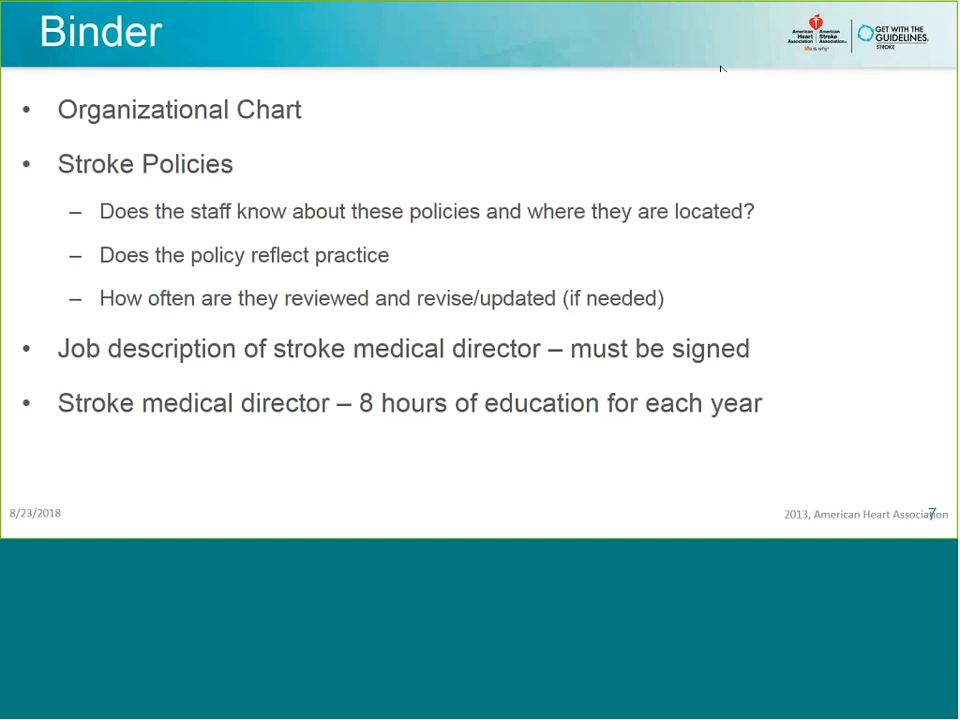 Binder
American Heart Association
American Stroke Association
life is why
GET WITH THE
GUIDELINES.
STROKE
• Organizational Chart
• Stroke Policies
– Does the staff know about these policies and where they are located?
– Does the policy reflect practice
– How often are they reviewed and revise/updated (if needed)
• Job description of stroke medical director – must be signed
• Stroke medical director – 8 hours of education for each year
8/23/2018
2013, American Heart Association
7